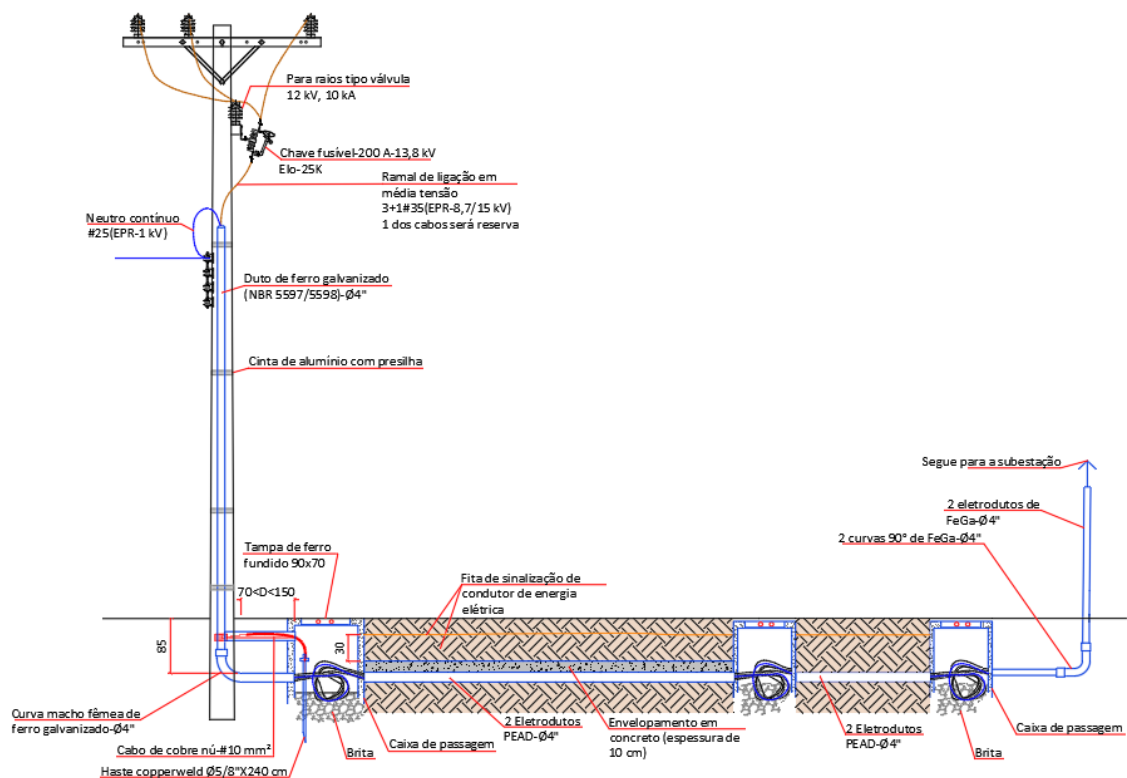 Para raios tipo válvula
12 kV, 10 kA
Chave fusível-200 A-13,8 kV
Elo-25K
Ramal de ligação em
média tensão
3+1#35(EPR-8,7/15 kV)
1 dos cabos será reserva
Neutro contínuo
#25(EPR-1 kV)
Duto de ferro galvanizado
(NBR 5597/5598)-Ø4"
Cinta de alumínio com presilha
Segue para a subestação
2 eletrodutos de
FeGa-Ø4"
2 curvas 90° de FeGa-Ø4"
Tampa de ferro
fundido 90x70
Fita de sinalização de
condutor de energia
elétrica
70<D<150
85
30
Curva macho fêmea de
ferro galvanizado-Ø4"
Cabo de cobre nú-#10 mm²
Haste copperweld Ø5/8"X240 cm
Brita
Caixa de passagem
2 Eletrodutos
PEAD-Ø4"
Envelopamento em
concreto (espessura de
10 cm)
2 Eletrodutos
PEAD-Ø4"
Brita
Caixa de passagem